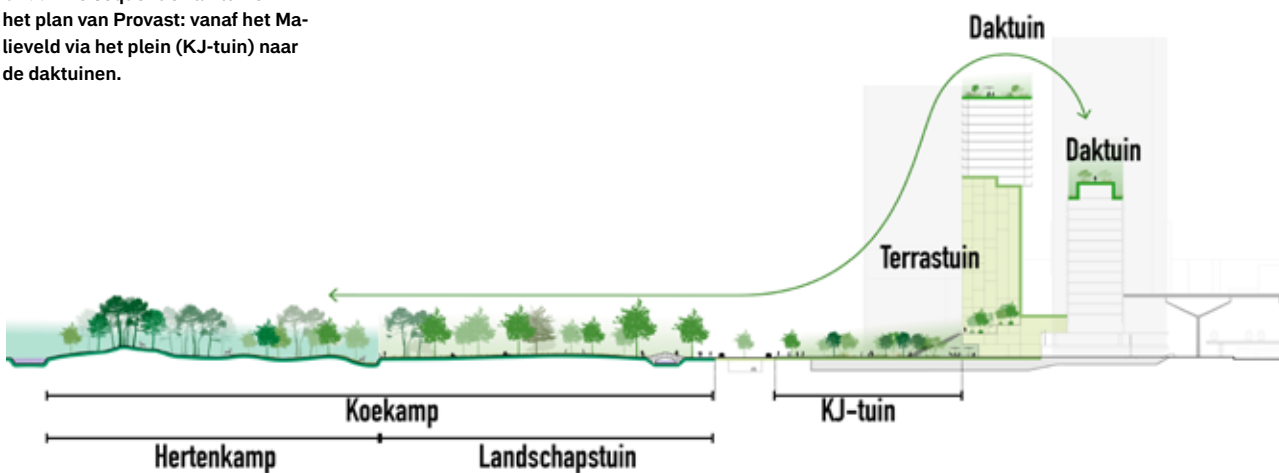 het plan van Provast: vanaf het Ma-
lieveld via het plein (KJ-tuin) naar
de daktuinen.
Daktuin
Daktuin
Terrastuin
Koekamp
KJ-tuin
Hertenkamp
Landschapstuin